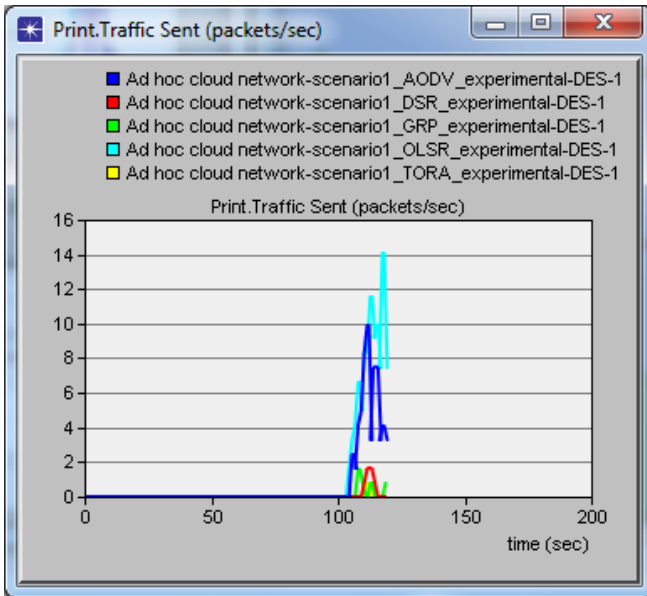 Print.Traffic Sent (packets/sec)
Ad hoc cloud network-scenario1_AODV_experimental-DES-1
Ad hoc cloud network-scenario1_DSR_experimental-DES-1
Ad hoc cloud network-scenario1_GRP_experimental-DES-1
Ad hoc cloud network-scenario1_OLSR_experimental-DES-1
Ad hoc cloud network-scenario1_TORA_experimental-DES-1
Print.Traffic Sent (packets/sec)
16
14
12
10
8
6
4
2
0
0 50 100 150 200
time (sec)